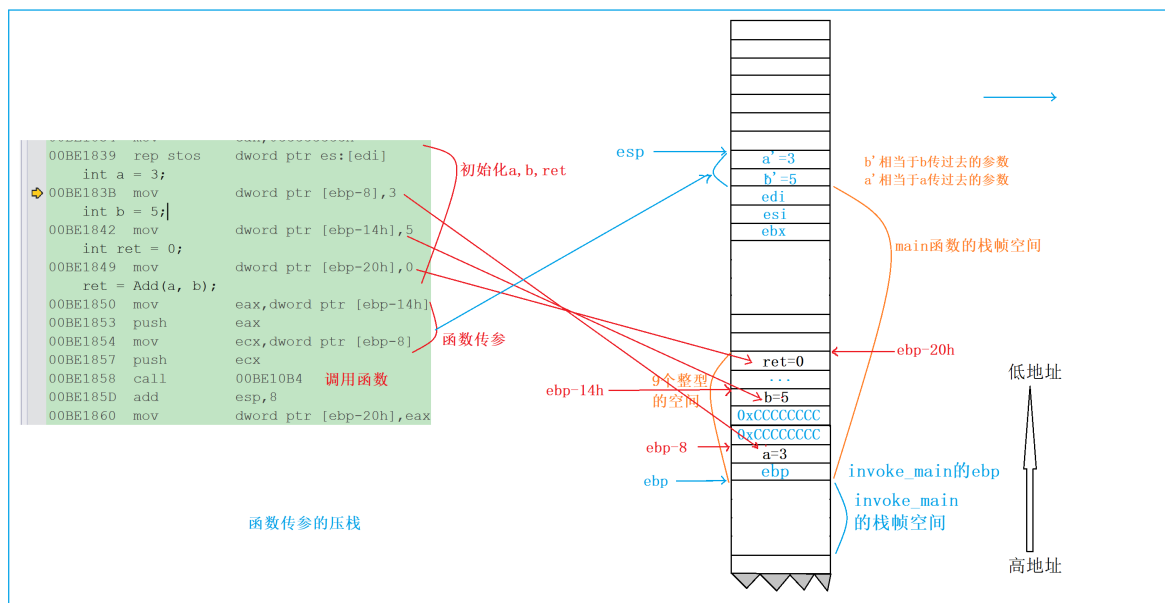 00BE1839 rep stos dword ptr es:[edi]
int a = 3;
00BE183B mov dword ptr [ebp-8],3
int b = 5;
00BE1842 mov dword ptr [ebp-14h],5
int ret = 0;
00BE1849 mov dword ptr [ebp-20h],0
ret = Add(a, b);
00BE1850 mov eax,dword ptr [ebp-14h]
00BE1853 push eax
00BE1854 mov ecx,dword ptr [ebp-8]
00BE1857 push ecx
00BE1858 call 00BE10B4
00BE185D add esp,8
00BE1860 mov dword ptr [ebp-20h],eax
初始化a,b,ret
函数传参
调用函数
函数传参的压栈
esp
a'=3
b'=5
edi
esi
ebx
b'相当于b传过去的参数
a'相当于a传过去的参数
main函数的栈帧空间
ebp-20h
ret=0
...
ebp-14h
9个整型
的空间
b=5
0xCCCCCCCC
0xCCCCCCCC
ebp-8
a=3
ebp
ebp
invoke_main的ebp
invoke_main
的栈帧空间
低地址
高地址